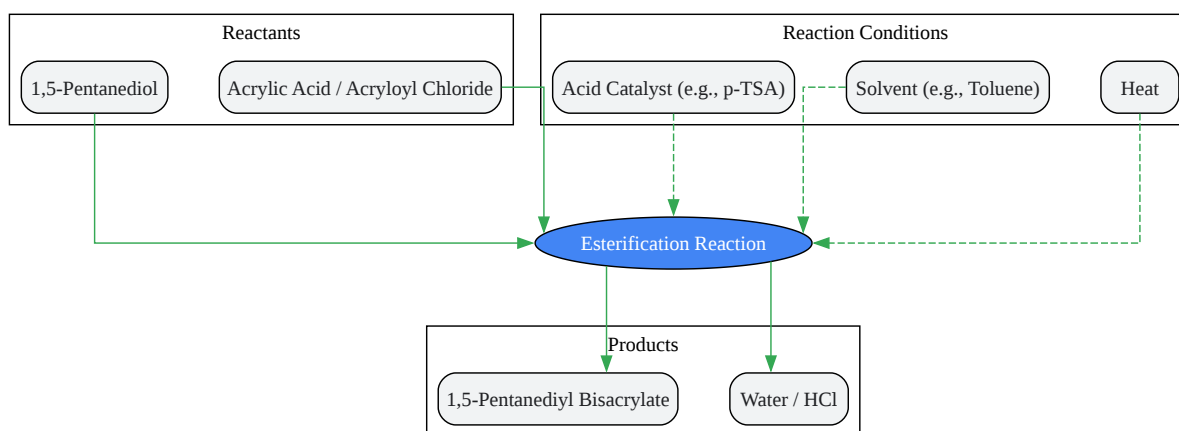 Reactants
Reaction Conditions
1,5-Pentanediol
Acrylic Acid / Acryloyl Chloride
Acid Catalyst (e.g., p-TSA)
Solvent (e.g., Toluene)
Heat
Esterification Reaction
Products
1,5-Pentanediyl Bisacrylate
Water / HCl